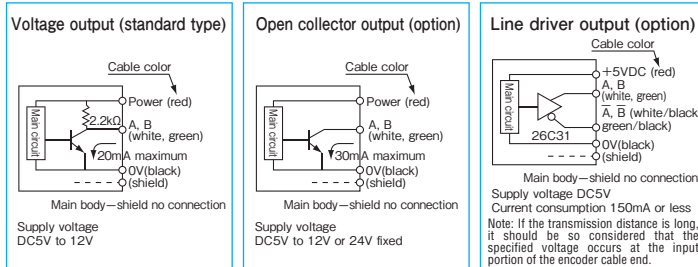 Voltage output (standard type)
Cable color
Main circuit
2.2kΩ
Power (red)
A, B
(white, green)
20mA maximum
0V(black)
(shield)
Main body—shield no connection
Supply voltage
DC5V to 12V
Open collector output (option)
Cable color
Main circuit
Power (red)
A, B
(white, green)
30mA maximum
0V(black)
(shield)
Main body—shield no connection
Supply voltage
DC5V to 12V or 24V fixed
Line driver output (option)
Cable color
Main circuit
26C31
+5VDC (red)
A, B
(white, green)
A̅, B̅ (white/black
green/black)
0V(black)
(shield)
Main body—shield no connection
Supply voltage DC5V
Current consumption 150mA or less
Note: If the transmission distance is long,
it should be so considered that the
specified voltage occurs at the input
portion of the encoder cable end.